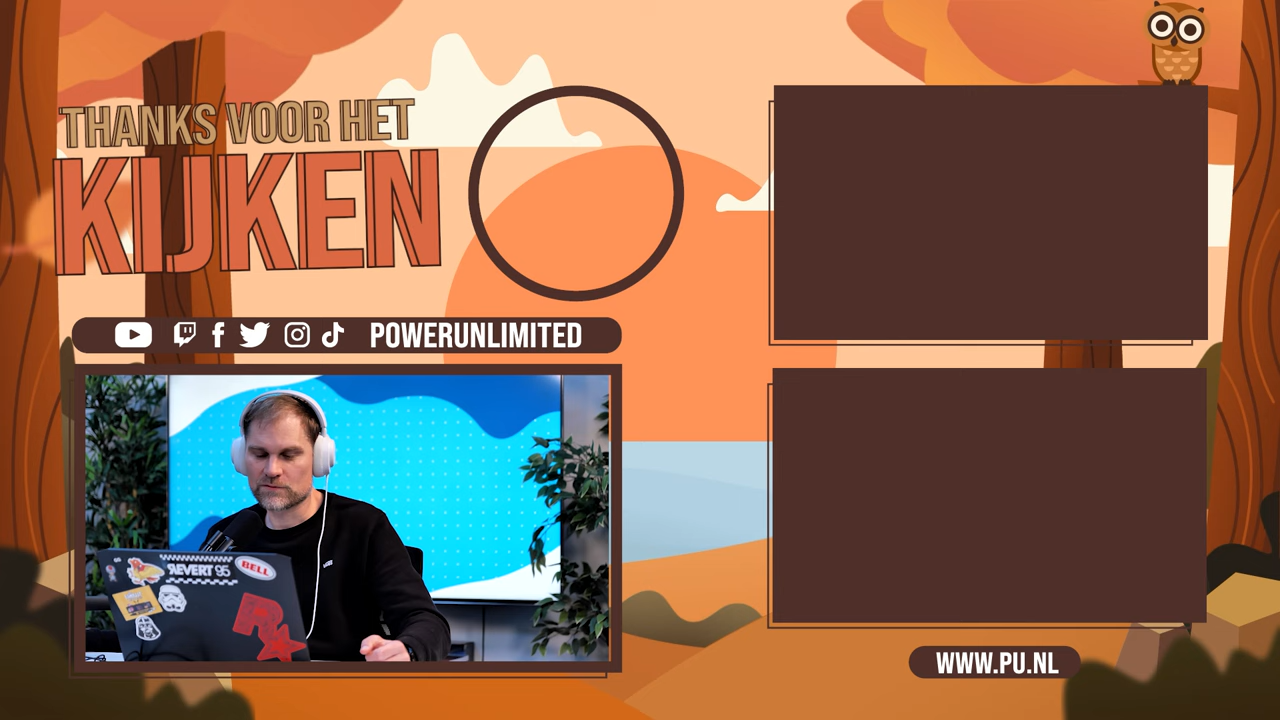 THANKS VOOR HET
KIJKEN
POWERUNLIMITED
REVERT 95
BELL
WWW.PU.NL